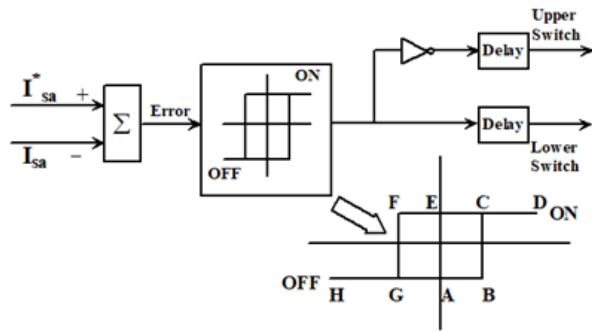 Upper
Switch
Delay
I*sa +
Error
ON
Σ
Isa −
OFF
Delay
Lower
Switch
F E C D
ON
OFF
H G A B